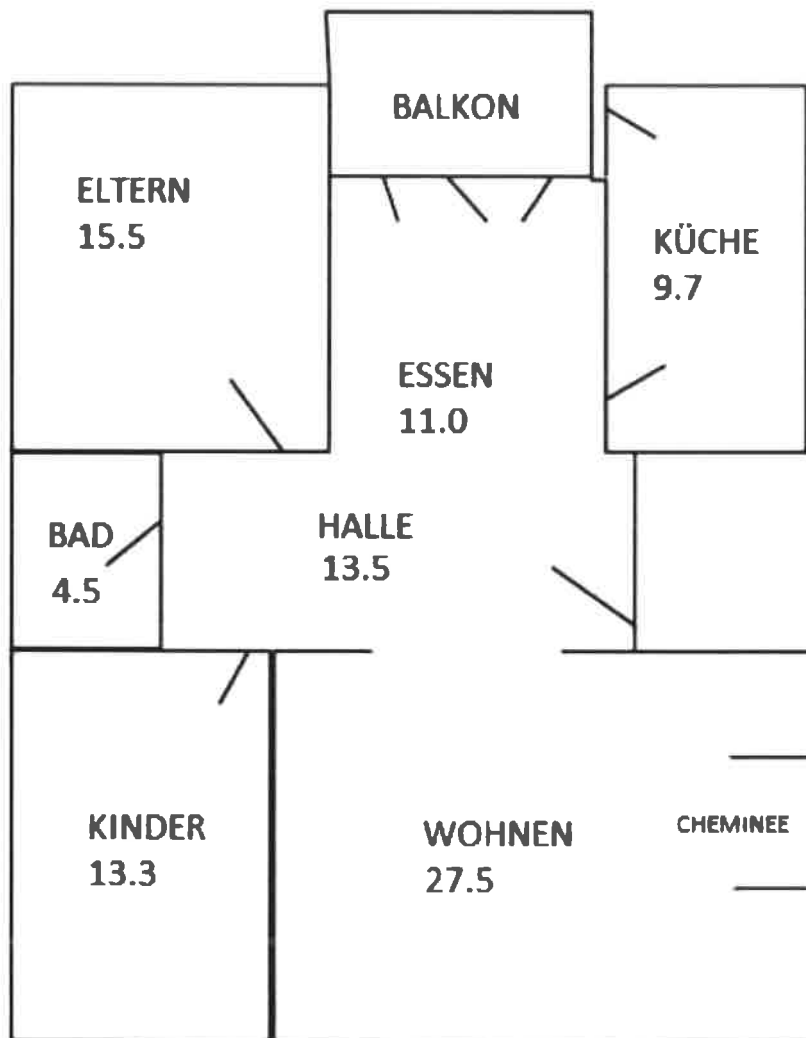 BALKON
ELTERN
15.5
KÜCHE
9.7
ESSEN
11.0
BAD
4.5
HALLE
13.5
KINDER
13.3
WOHNEN
27.5
CHEMINEE